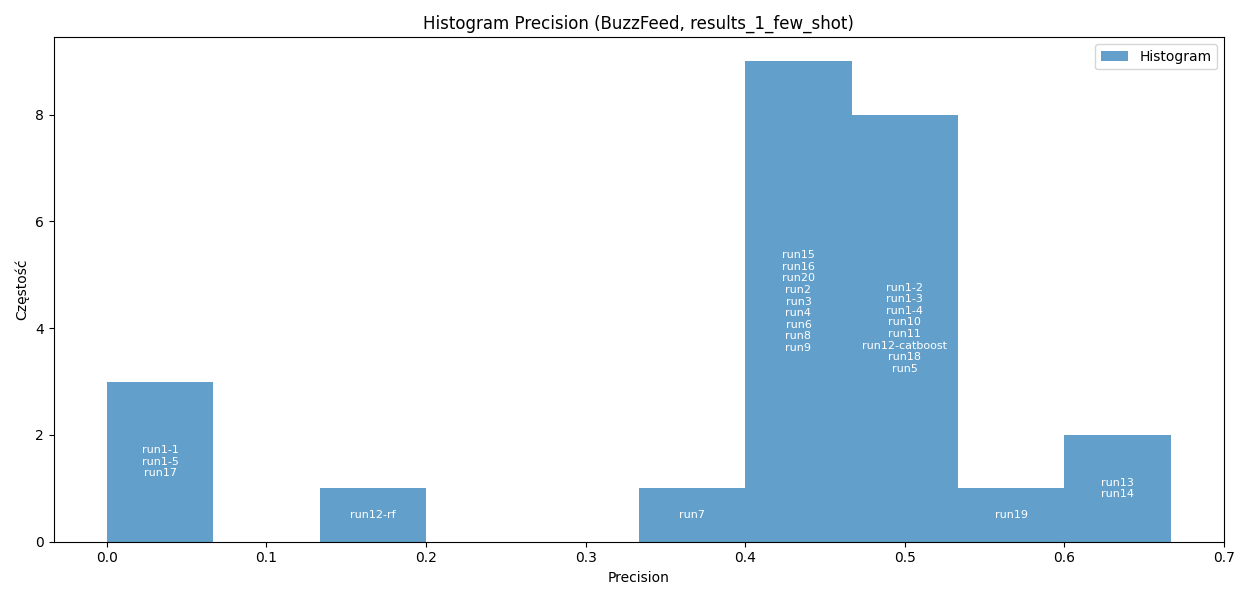 Histogram Precision (BuzzFeed, results_1_few_shot)
Histogram
Częstość
8
6
4
2
0
run1-1
run1-5
run17
run12-rf
run7
run15
run16
run20
run2
run3
run4
run6
run8
run9
run1-2
run1-3
run1-4
run10
run11
run12-catboost
run18
run5
run19
run13
run14
0.0 0.1 0.2 0.3 0.4 0.5 0.6 0.7
Precision